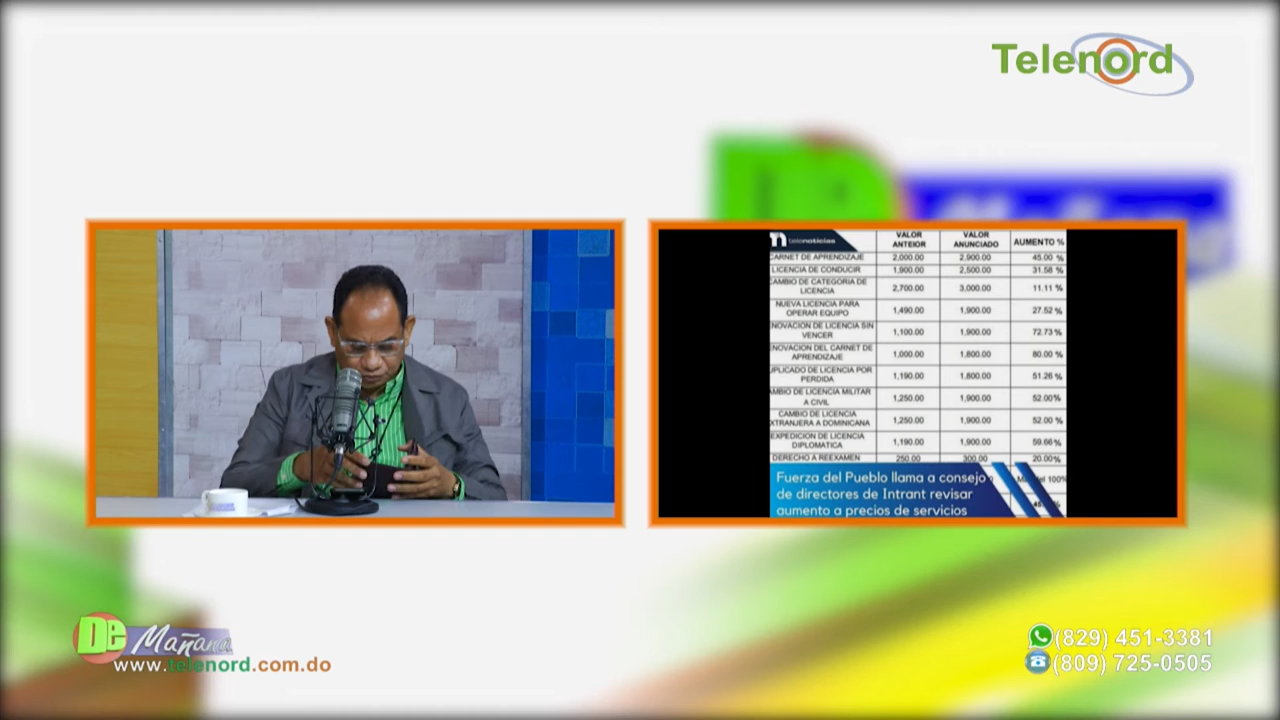 Telenord
telenoticias
VALOR ANTEIOR VALOR ANUNCIADO AUMENTO %
CARNET DE APRENDIZAJE 2,000.00 2,900.00 45.00 %
LICENCIA DE CONDUCIR 1,900.00 2,500.00 31.58 %
CAMBIO DE CATEGORIA DE
LICENCIA 2,700.00 3,000.00 11.11 %
NUEVA LICENCIA PARA
OPERAR EQUIPO 1,490.00 1,900.00 27.52 %
NOVACION DE LICENCIA SIN
VENCER 1,100.00 1,900.00 72.73 %
NOVACION DEL CARNET DE
APRENDIZAJE 1,000.00 1,800.00 80.00 %
UPLICADO DE LICENCIA POR
PERDIDA 1,190.00 1,800.00 51.26 %
AMBIO DE LICENCIA MILITAR
A CIVIL 1,250.00 1,900.00 52.00%
CAMBIO DE LICENCIA
XTRANJERA A DOMINICANA 1,250.00 1,900.00 52.00 %
EXPEDICION DE LICENCIA
DIPLOMATICA 1,190.00 1,900.00 59.66 %
DERECHO A REEXAMEN 250.00 300.00 20.00%
100%
Fuerza del Pueblo llama a consejo
de directores de Intrant revisar
aumento a precios de servicios
De Mañana
www.telenord.com.do
(829) 451-3381
(809) 725-0505